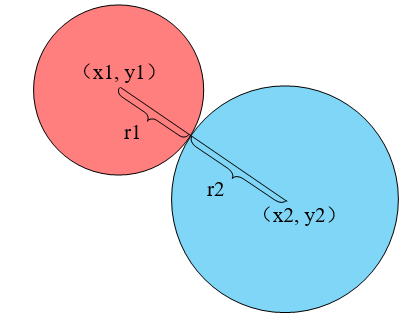 （x1, y1）
r1
r2
（x2, y2）